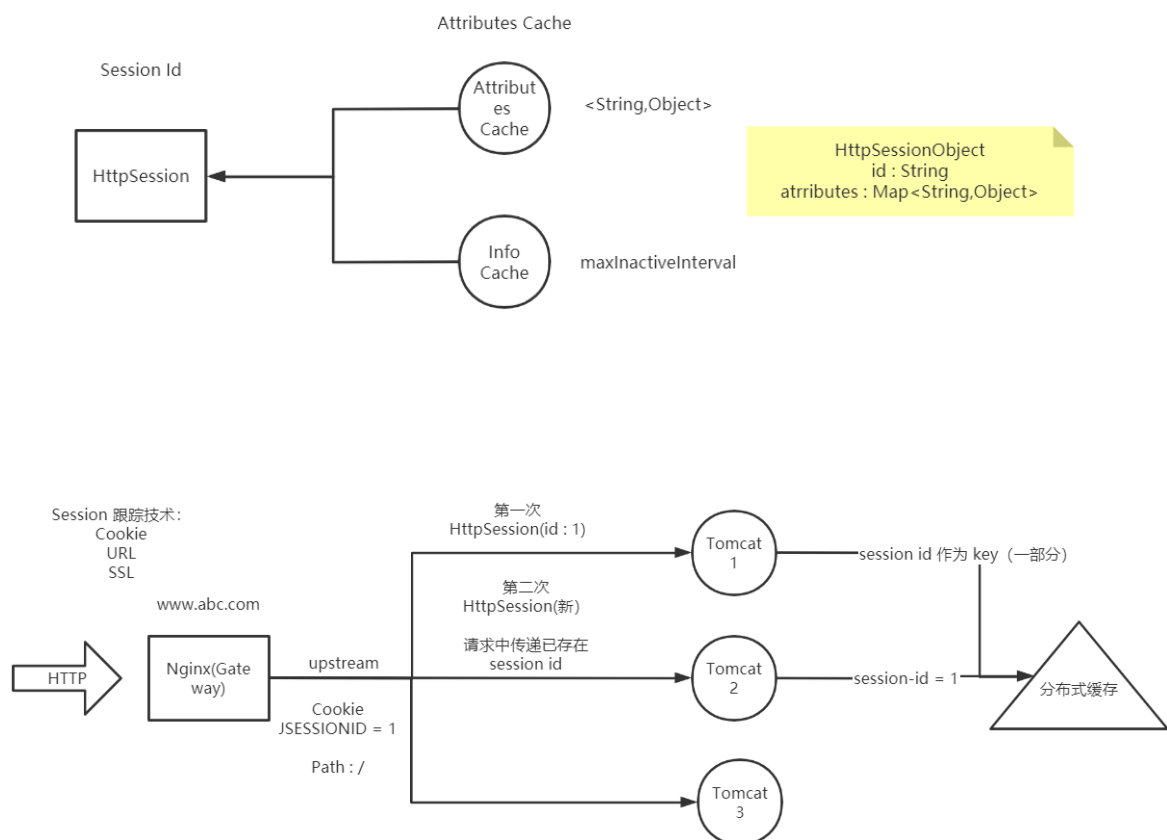 Attributes Cache
Session Id
Attribut
es
Cache
<String,Object>
HttpSession
HttpSessionObject
id : String
atrributes : Map<String,Object>
Info
Cache
maxInactiveInterval
Session 跟踪技术：
Cookie
URL
SSL
第一次
HttpSession(id : 1)
Tomcat
1
session id 作为 key（一部分）
第二次
HttpSession(新)
www.abc.com
请求中传递已存在
session id
HTTP
Nginx(Gate
way)
upstream
Tomcat
2
session-id = 1
分布式缓存
Cookie
JSESSIONID = 1
Path : /
Tomcat
3